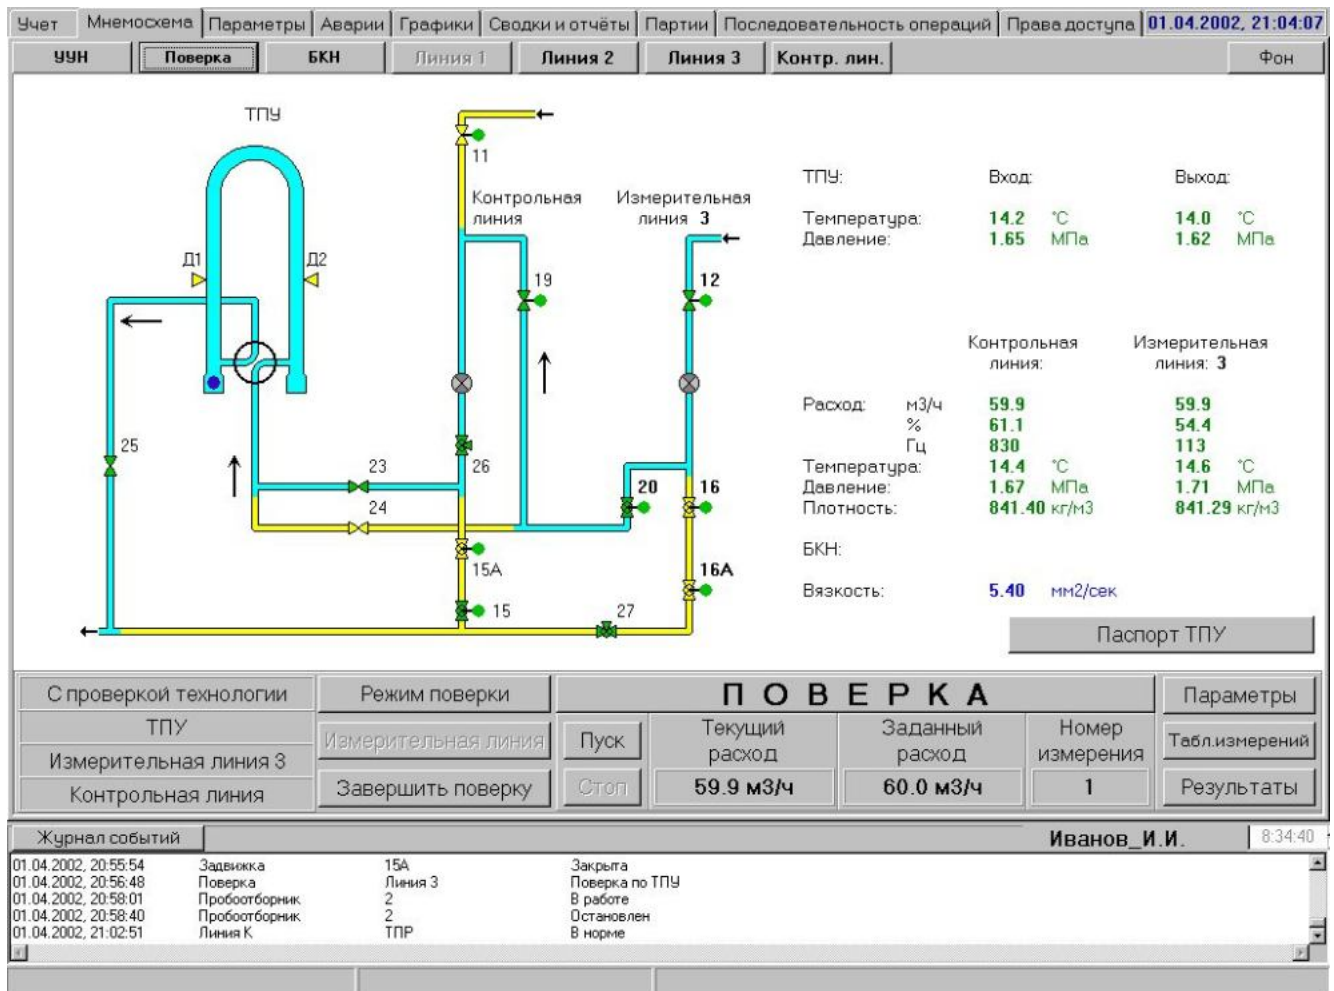 Учет Мнемосхема Параметры Аварии Графики Сводки и отчёты Партии Последовательность операций Права доступа 01.04.2002, 21:04:07
УУН Поверка БКН Линия 1 Линия 2 Линия 3 Контр. лин. Фон
ТПУ
11
Контрольная линия
Измерительная линия 3
Д1 Д2
19 12
25 23 26
24 20 16
15А 16А
15 27
ТПУ: Вход: Выход:
Температура: 14.2 °С 14.0 °С
Давление: 1.65 МПа 1.62 МПа
Контрольная линия: Измерительная линия: 3
Расход: м3/ч 59.9 59.9
% 61.1 54.4
Гц 830 113
Температура: 14.4 °С 14.6 °С
Давление: 1.67 МПа 1.71 МПа
Плотность: 841.40 кг/м3 841.29 кг/м3
БКН:
Вязкость: 5.40 мм2/сек
Паспорт ТПУ
С проверкой технологии
ТПУ
Измерительная линия 3
Контрольная линия
Режим поверки
Измерительная линия
Завершить поверку
ПОВЕРКА
Пуск
Стоп
Текущий расход
59.9 м3/ч
Заданный расход
60.0 м3/ч
Номер измерения
1
Параметры
Табл.измерений
Результаты
Журнал событий Иванов_И.И. 8:34:40
01.04.2002, 20:55:54 Задвижка 15А Закрыта
01.04.2002, 20:56:48 Поверка Линия 3 Поверка по ТПУ
01.04.2002, 20:58:01 Пробоотборник 2 В работе
01.04.2002, 20:58:40 Пробоотборник 2 Остановлен
01.04.2002, 21:02:51 Линия К ТПР В норме